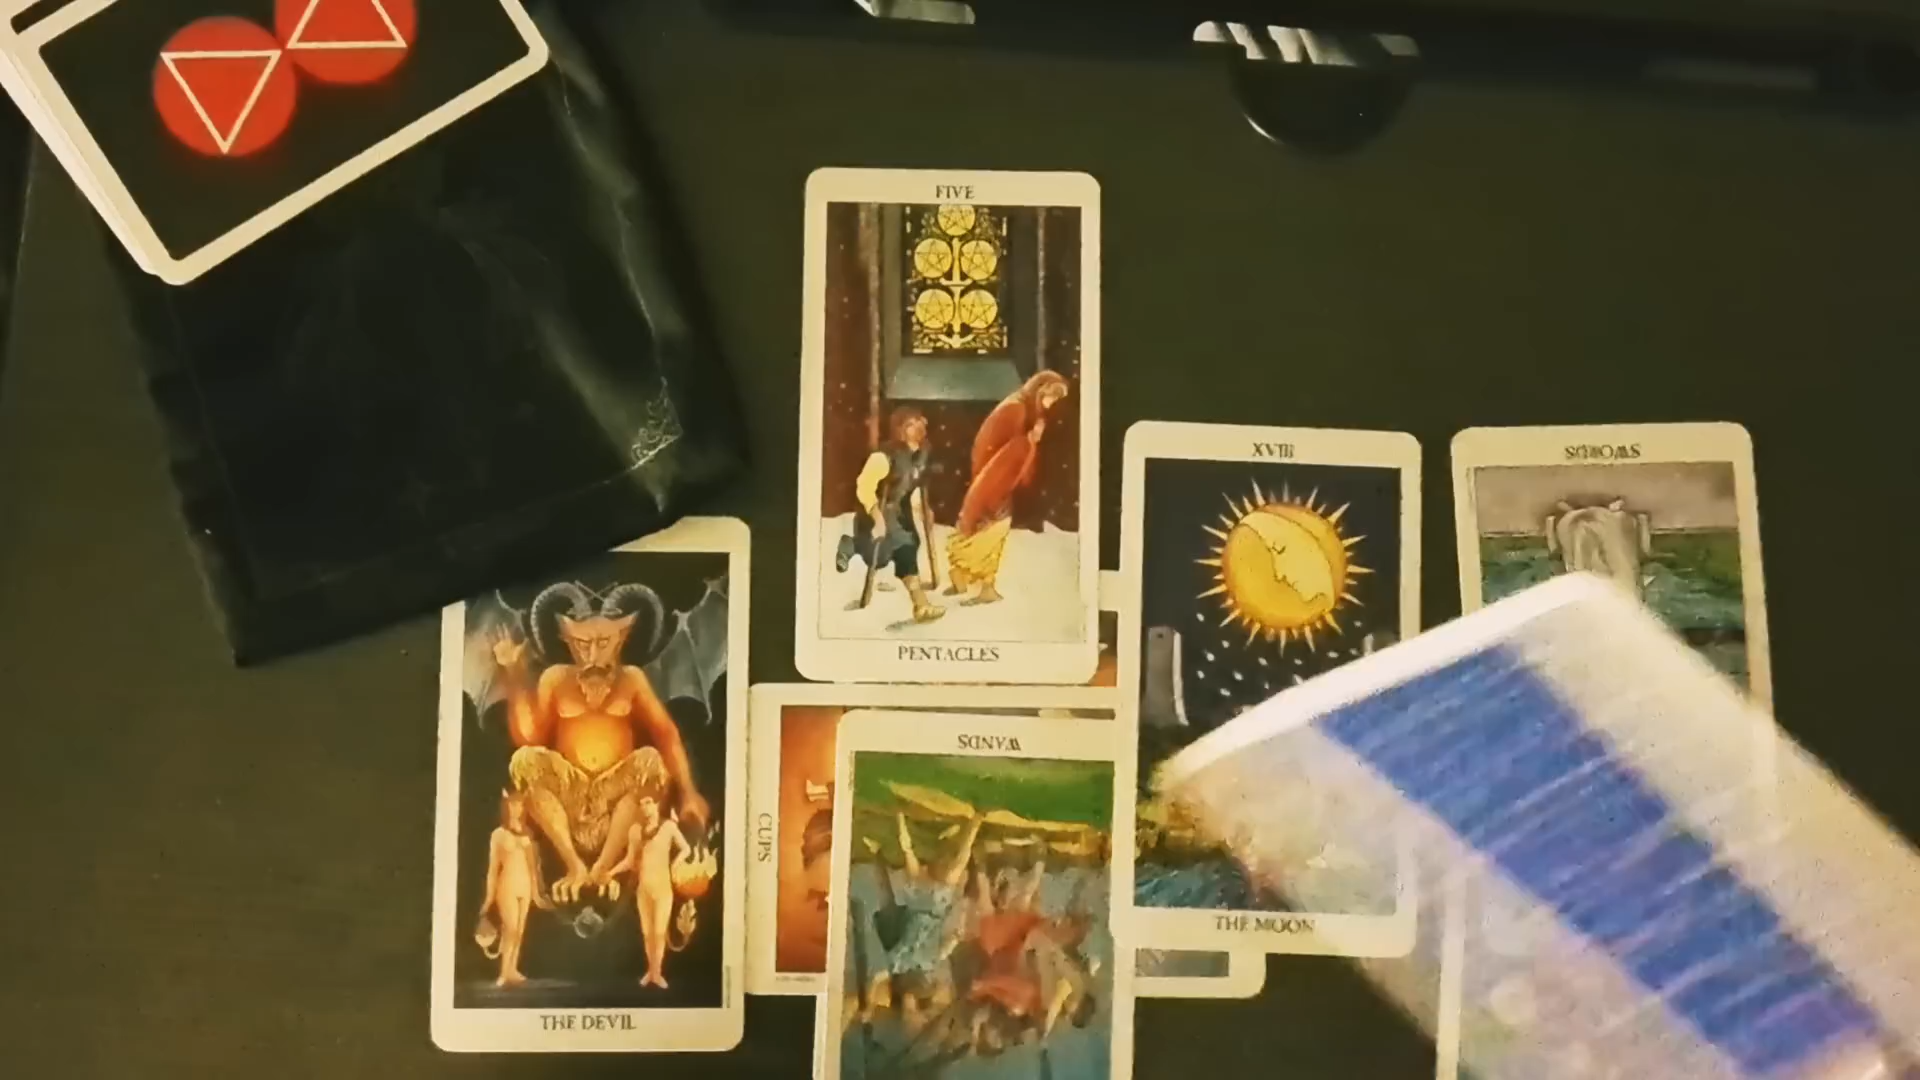 FIVE
PENTACLES
XVIII
THE MOON
SWORDS
WANDS
CUPS
THE DEVIL